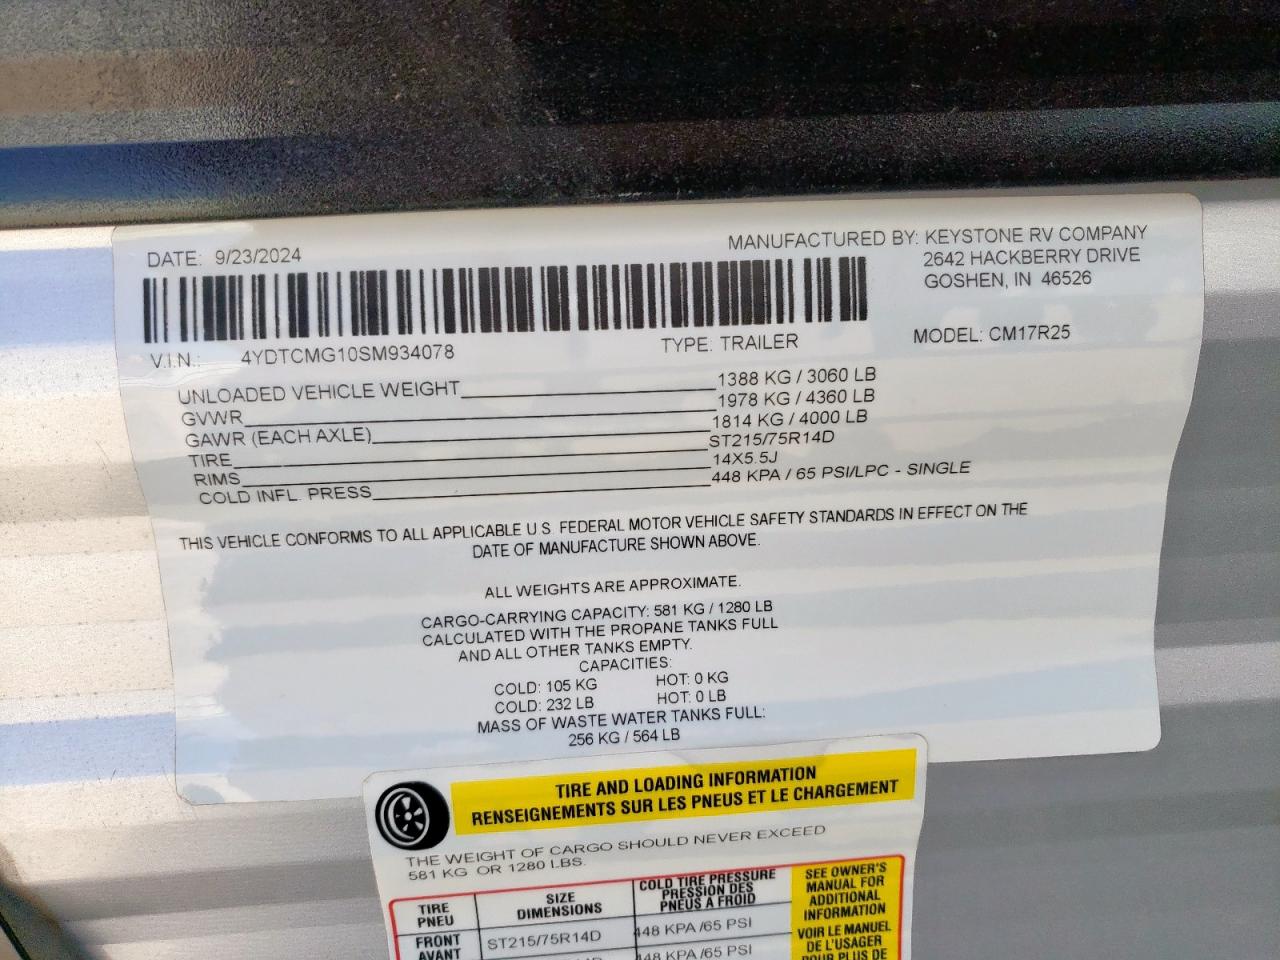 DATE: 9/23/2024
MANUFACTURED BY: KEYSTONE RV COMPANY
2642 HACKBERRY DRIVE
GOSHEN, IN 46526
V.I.N.: 4YDTCMG10SM934078
TYPE: TRAILER
MODEL: CM17R25
UNLOADED VEHICLE WEIGHT 1388 KG / 3060 LB
GVWR 1978 KG / 4360 LB
GAWR (EACH AXLE) 1814 KG / 4000 LB
TIRE ST215/75R14D
RIMS 14X5.5J
COLD INFL. PRESS 448 KPA / 65 PSI/LPC - SINGLE
THIS VEHICLE CONFORMS TO ALL APPLICABLE U.S. FEDERAL MOTOR VEHICLE SAFETY STANDARDS IN EFFECT ON THE
DATE OF MANUFACTURE SHOWN ABOVE.
ALL WEIGHTS ARE APPROXIMATE.
CARGO-CARRYING CAPACITY: 581 KG / 1280 LB
CALCULATED WITH THE PROPANE TANKS FULL
AND ALL OTHER TANKS EMPTY.
CAPACITIES:
COLD: 105 KG HOT: 0 KG
COLD: 232 LB HOT: 0 LB
MASS OF WASTE WATER TANKS FULL:
256 KG / 564 LB
TIRE AND LOADING INFORMATION
RENSEIGNEMENTS SUR LES PNEUS ET LE CHARGEMENT
THE WEIGHT OF CARGO SHOULD NEVER EXCEED
581 KG OR 1280 LBS.
TIRE
PNEU
SIZE
DIMENSIONS
COLD TIRE PRESSURE
PRESSION DES
PNEUS A FROID
SEE OWNER'S
MANUAL FOR
ADDITIONAL
INFORMATION
VOIR LE MANUEL
DE L'USAGER
POUR PLUS DE
FRONT
AVANT
ST215/75R14D
448 KPA /65 PSI
448 KPA /65 PSI